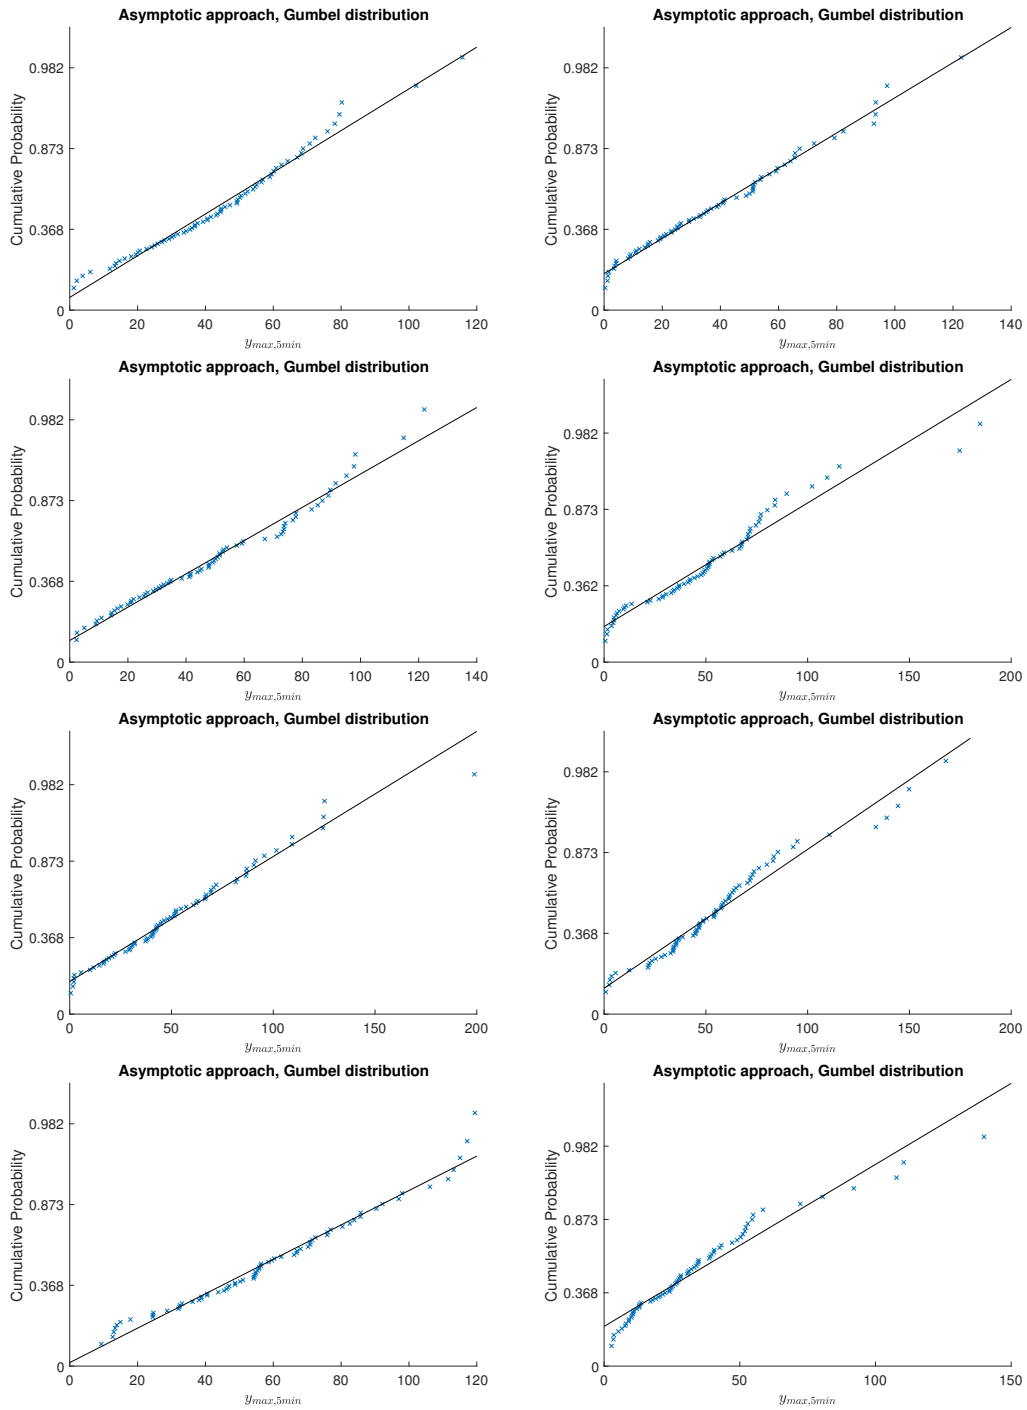 Asymptotic approach, Gumbel distribution
Cumulative Probability
0.982
0.873
0.368
0
0 20 40 60 80 100 120
y_max,5min
Asymptotic approach, Gumbel distribution
Cumulative Probability
0.982
0.873
0.368
0
0 20 40 60 80 100 120 140
y_max,5min
Asymptotic approach, Gumbel distribution
Cumulative Probability
0.982
0.873
0.368
0
0 20 40 60 80 100 120 140
y_max,5min
Asymptotic approach, Gumbel distribution
Cumulative Probability
0.982
0.873
0.362
0
0 50 100 150 200
y_max,5min
Asymptotic approach, Gumbel distribution
Cumulative Probability
0.982
0.873
0.368
0
0 50 100 150 200
y_max,5min
Asymptotic approach, Gumbel distribution
Cumulative Probability
0.982
0.873
0.368
0
0 50 100 150 200
y_max,5min
Asymptotic approach, Gumbel distribution
Cumulative Probability
0.982
0.873
0.368
0
0 20 40 60 80 100 120
y_max,5min
Asymptotic approach, Gumbel distribution
Cumulative Probability
0.982
0.873
0.368
0
0 50 100 150
y_max,5min